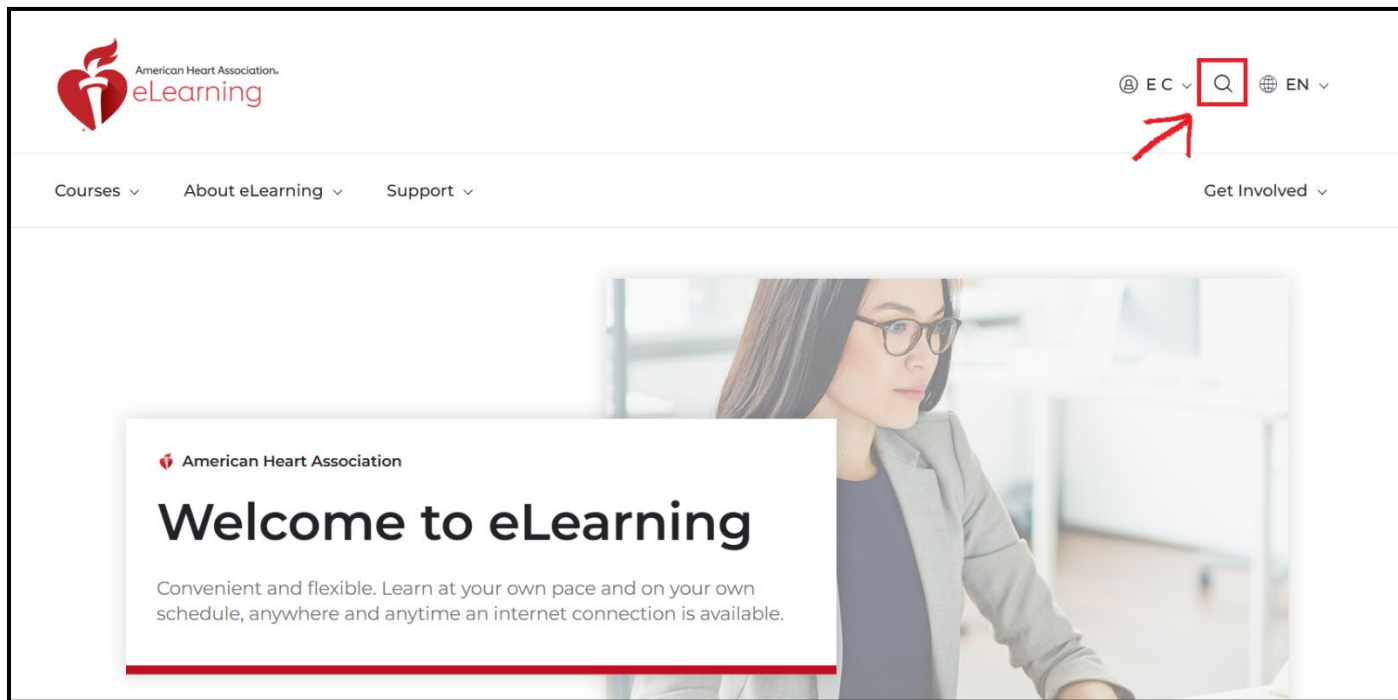 American Heart Association®
eLearning
E C
EN
Courses
About eLearning
Support
Get Involved
American Heart Association
Welcome to eLearning
Convenient and flexible. Learn at your own pace and on your own
schedule, anywhere and anytime an internet connection is available.